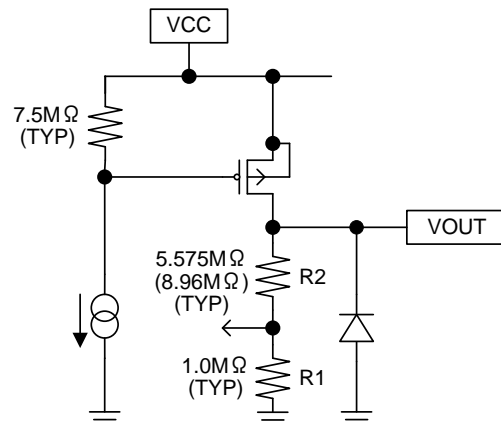 VCC
7.5MΩ
(TYP)
VOUT
5.575MΩ
(8.96MΩ)
(TYP)
R2
1.0MΩ
(TYP)
R1